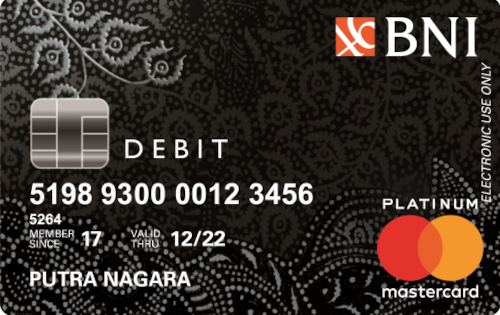 BNI
ELECTRONIC USE ONLY
DEBIT
5198 9300 0012 3456
5264
MEMBER SINCE 17 VALID THRU 12/22
PLATINUM
PUTRA NAGARA
mastercard